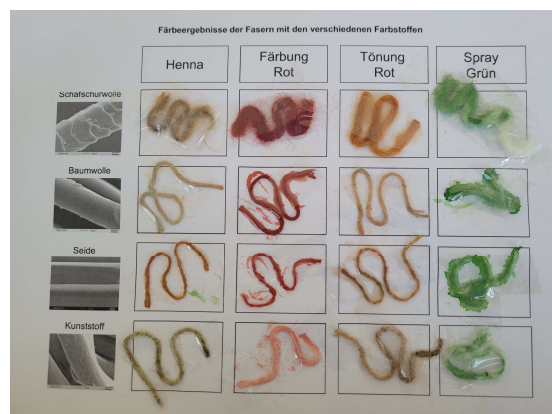 Färbeergebnisse der Fasern mit den verschiedenen Farbstoffen
Henna
Färbung
Rot
Tönung
Rot
Spray
Grün
Schafschurwolle
Baumwolle
Seide
Kunststoff